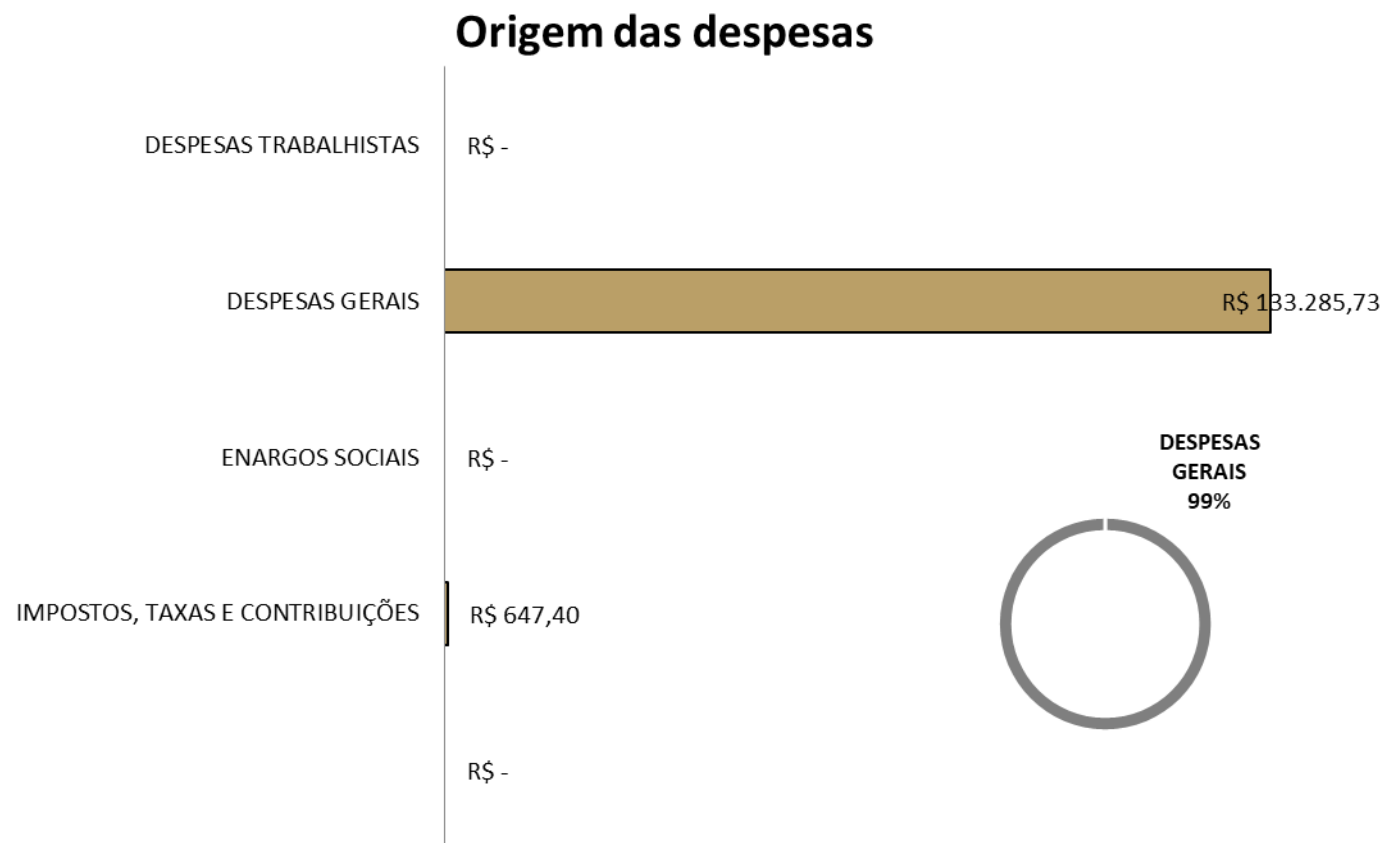 Origem das despesas
DESPESAS TRABALHISTAS R$ -
DESPESAS GERAIS R$ 133.285,73
ENARGOS SOCIAIS R$ -
DESPESAS
GERAIS
99%
IMPOSTOS, TAXAS E CONTRIBUIÇÕES R$ 647,40
R$ -